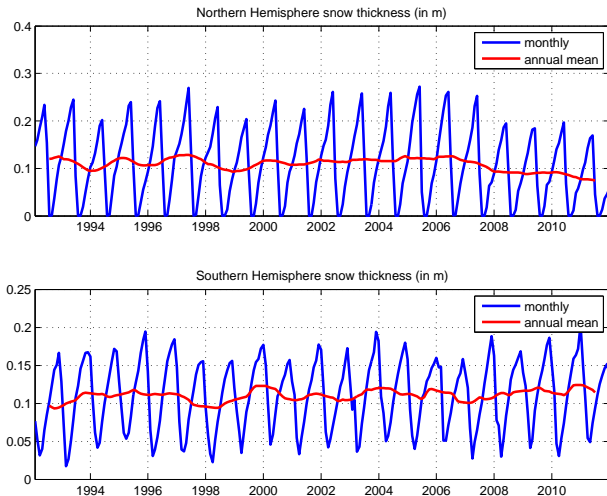 Northern Hemisphere snow thickness (in m)
0.4
0.3
0.2
0.1
0
monthly
annual mean
1994 1996 1998 2000 2002 2004 2006 2008 2010
Southern Hemisphere snow thickness (in m)
0.25
0.2
0.15
0.1
0.05
0
monthly
annual mean
1994 1996 1998 2000 2002 2004 2006 2008 2010